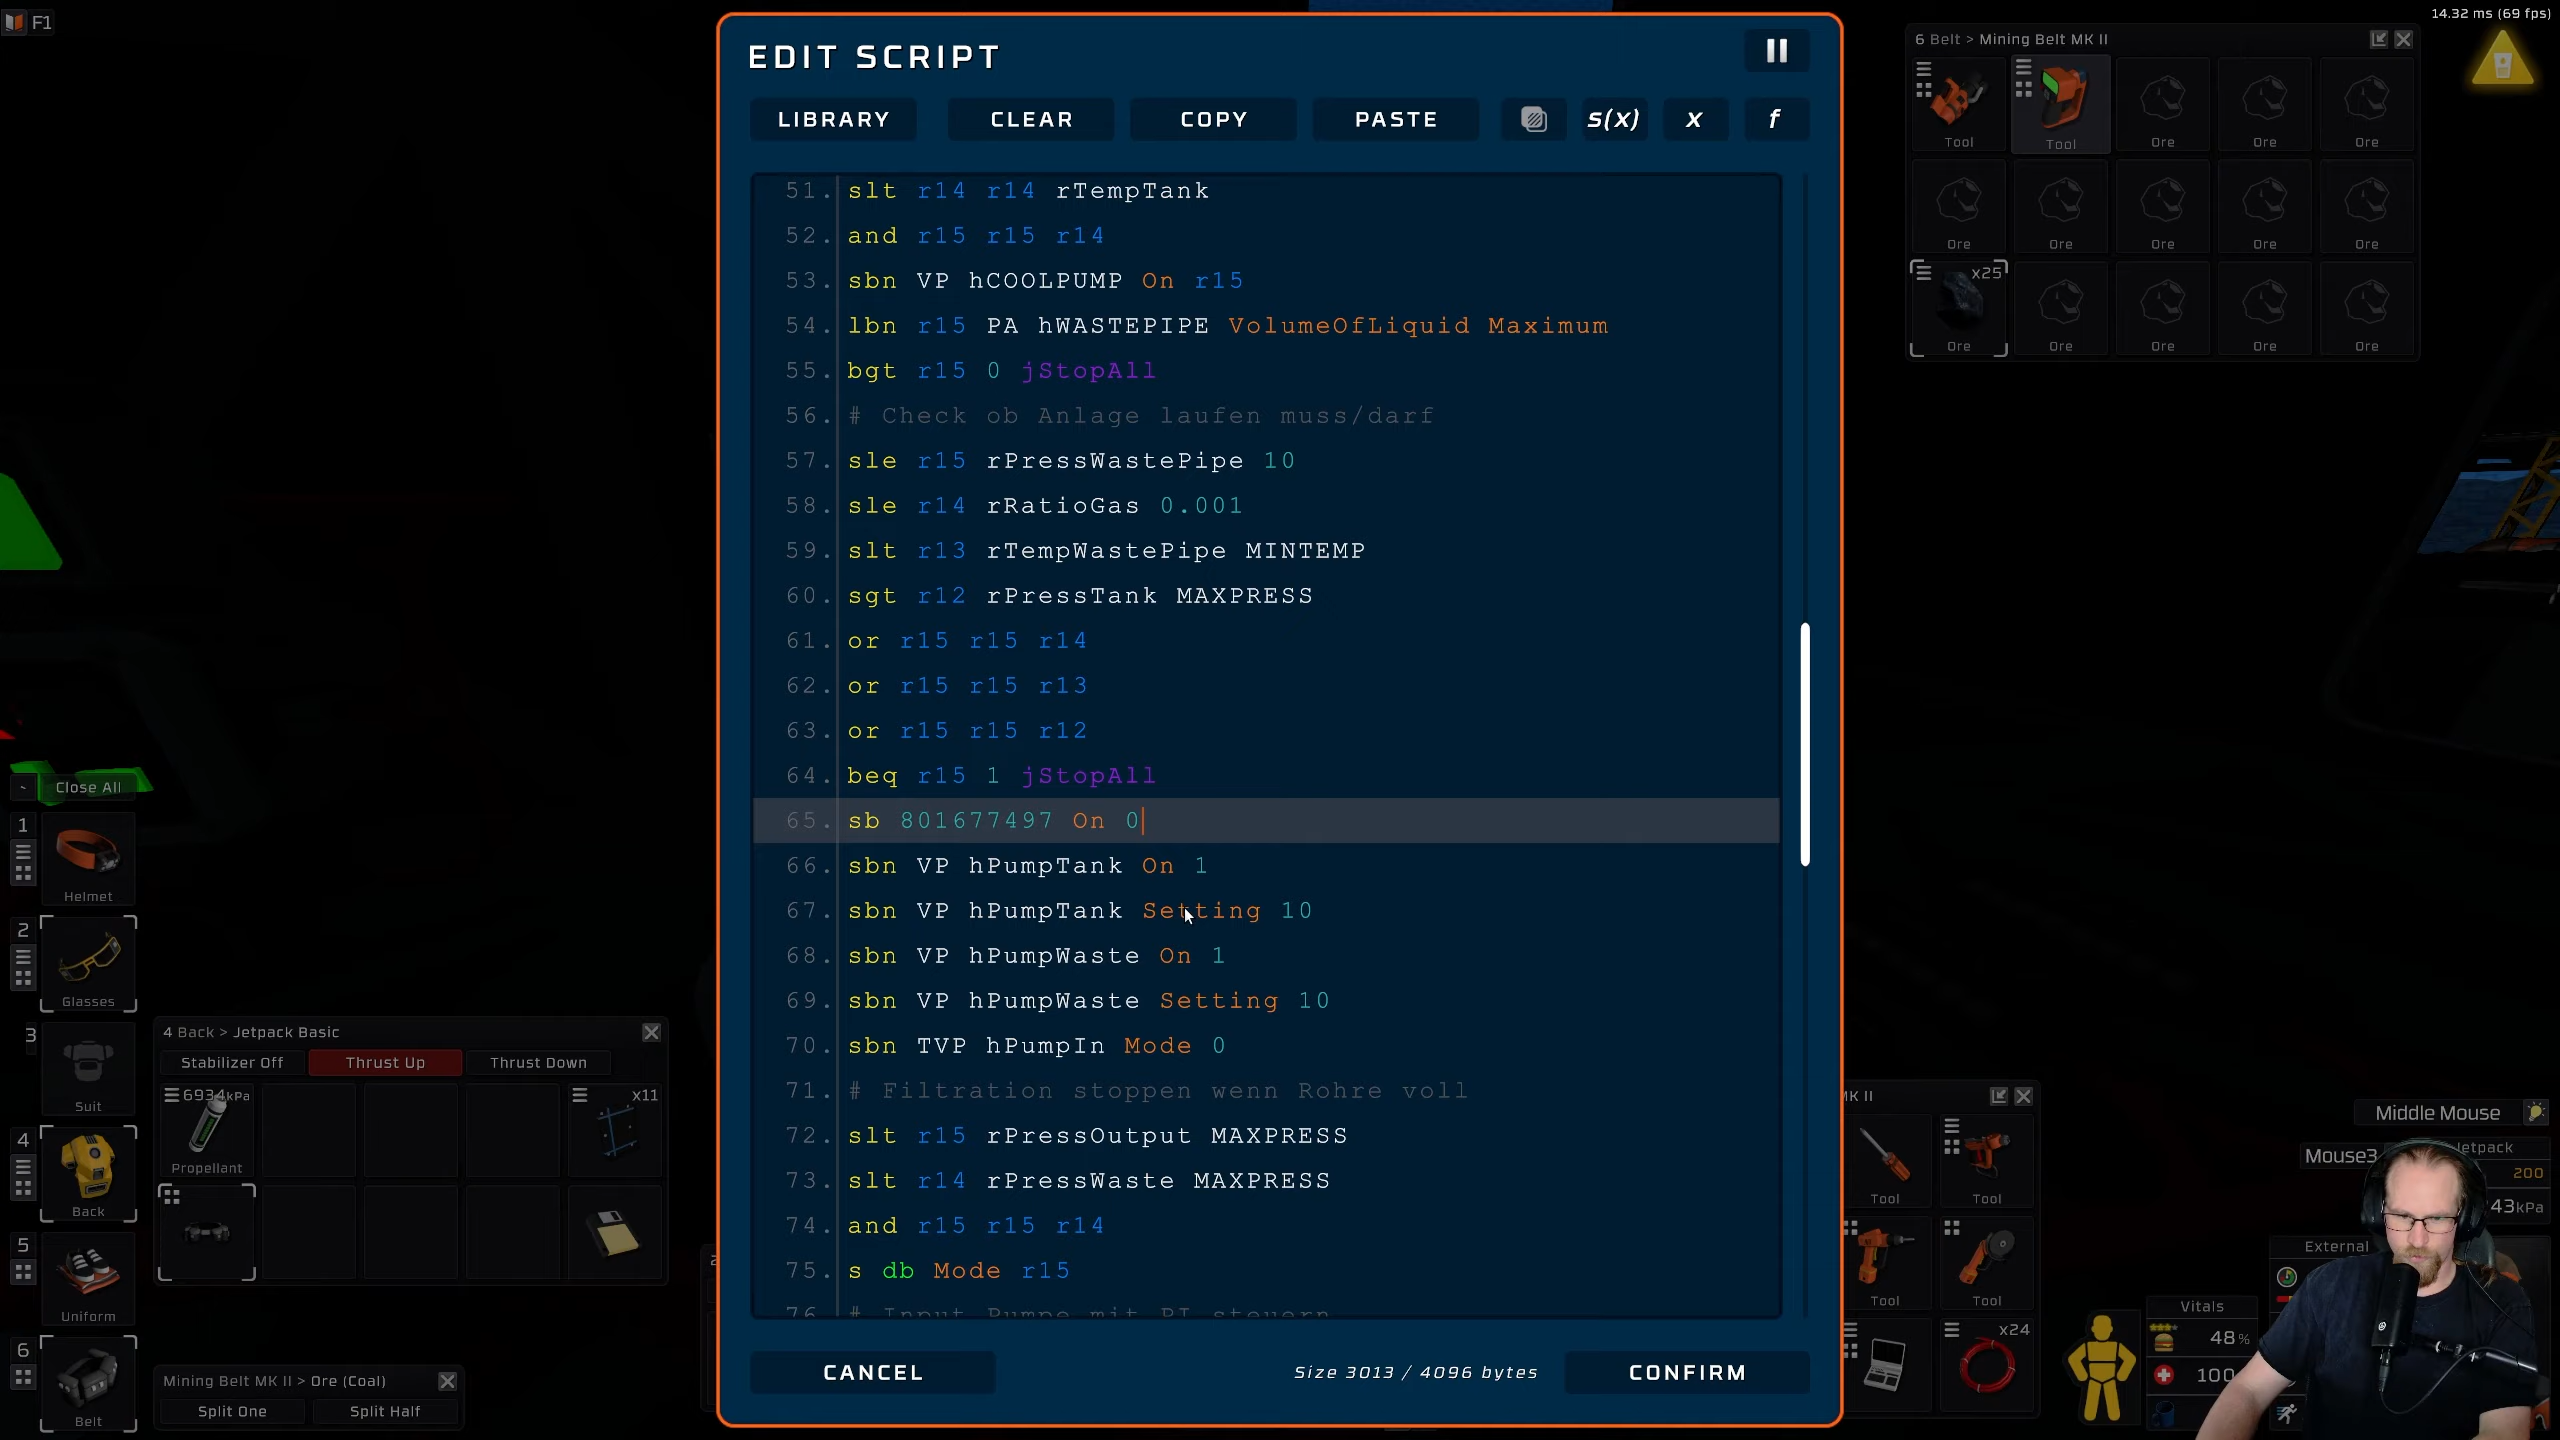 F1
14.32 ms (69 fps)
EDIT SCRIPT
LIBRARY CLEAR COPY PASTE s(x) x f
6 Belt > Mining Belt MK II
Tool Tool Ore Ore Ore
Ore Ore Ore Ore Ore
x25
Ore Ore Ore Ore Ore
51. slt r14 r14 rTempTank
52. and r15 r15 r14
53. sbn VP hCOOLPUMP On r15
54. lbn r15 PA hWASTEPIPE VolumeOfLiquid Maximum
55. bgt r15 0 jStopAll
56. # Check ob Anlage laufen muss/darf
57. sle r15 rPressWastePipe 10
58. sle r14 rRatioGas 0.001
59. slt r13 rTempWastePipe MINTEMP
60. sgt r12 rPressTank MAXPRESS
61. or r15 r15 r14
62. or r15 r15 r13
63. or r15 r15 r12
64. beq r15 1 jStopAll
65. sb 801677497 On 0
66. sbn VP hPumpTank On 1
67. sbn VP hPumpTank Setting 10
68. sbn VP hPumpWaste On 1
69. sbn VP hPumpWaste Setting 10
70. sbn TVP hPumpIn Mode 0
71. # Filtration stoppen wenn Rohre voll
72. slt r15 rPressOutput MAXPRESS
73. slt r14 rPressWaste MAXPRESS
74. and r15 r15 r14
75. s db Mode r15
76. # Input Pumpe mit PI steuern
CANCEL
Size 3013 / 4096 bytes
CONFIRM
~ Close All
1
Helmet
2
Glasses
3
Suit
4
Back
5
Uniform
6
Belt
4 Back > Jetpack Basic
Stabilizer Off Thrust Up Thrust Down
6934kPa
x11
Propellant
Mining Belt MK II > Ore (Coal)
Split One Split Half
MK II
Tool Tool
Tool Tool
x24
Middle Mouse
Mouse3
Jetpack
200
43kPa
External
Vitals
48%
100